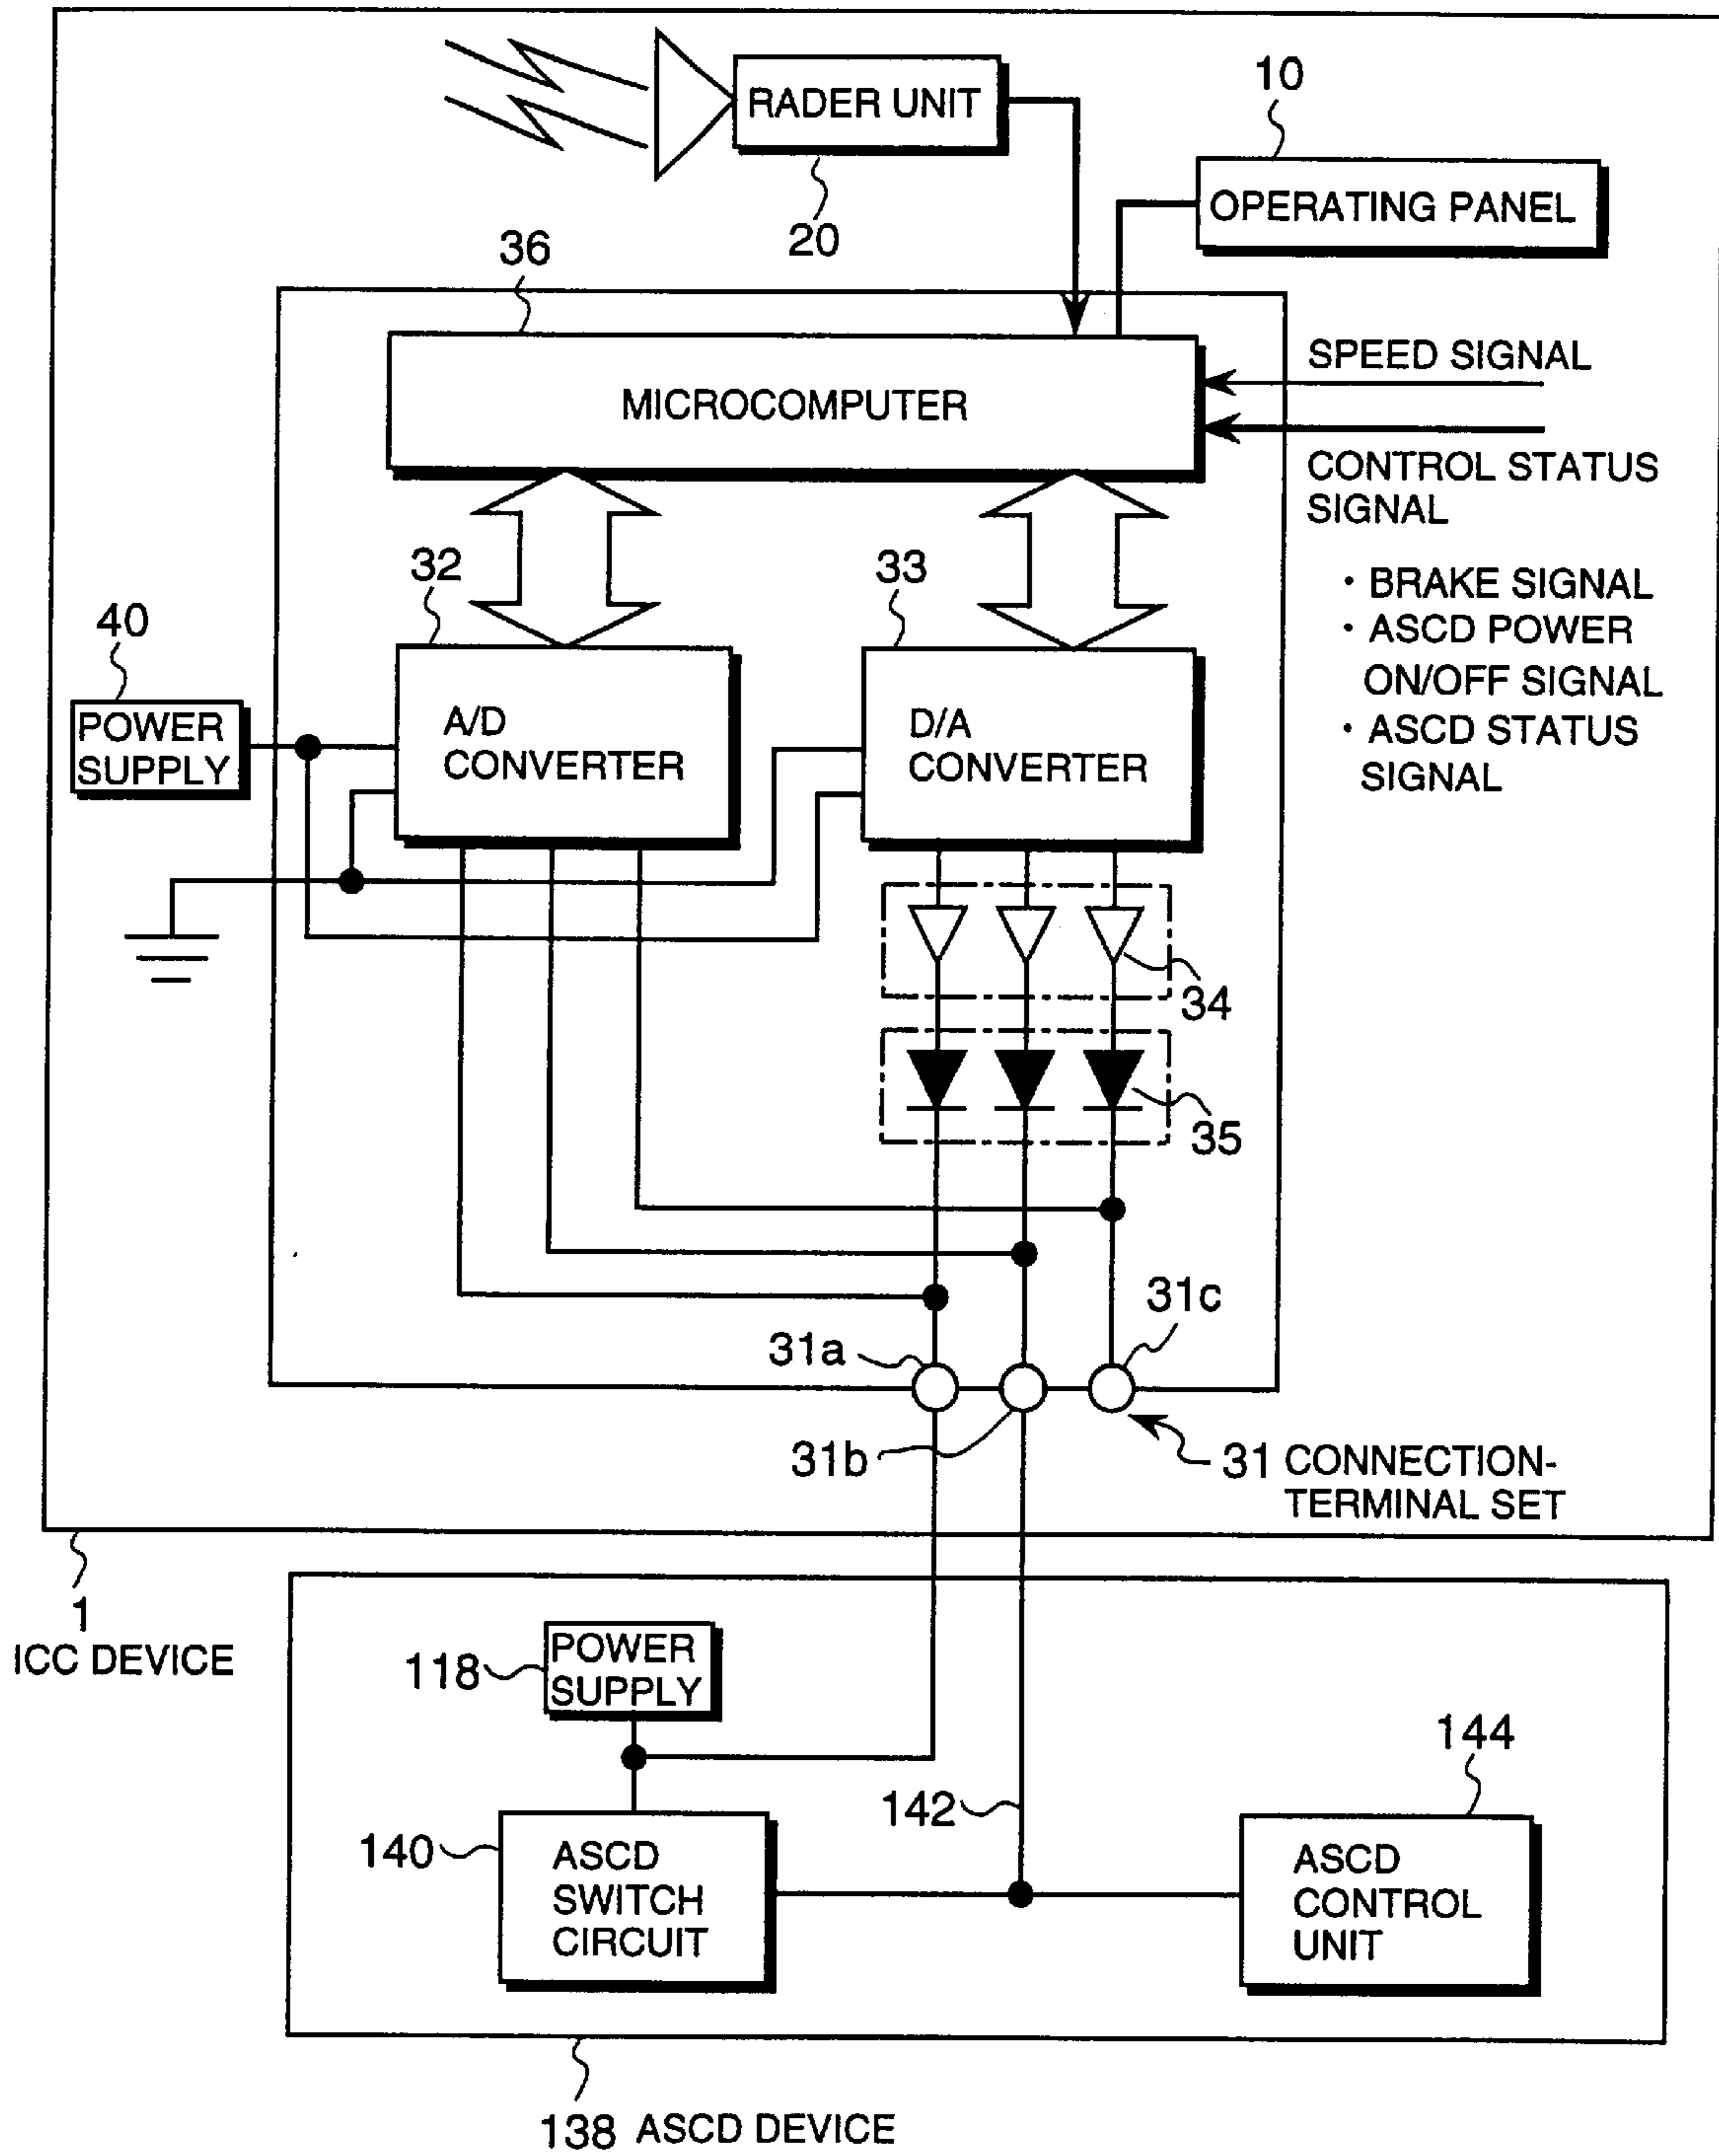 RADER UNIT
20
10
OPERATING PANEL
36
MICROCOMPUTER
SPEED SIGNAL
CONTROL STATUS
SIGNAL
• BRAKE SIGNAL
• ASCD POWER
ON/OFF SIGNAL
• ASCD STATUS
SIGNAL
32
33
40
POWER
SUPPLY
A/D
CONVERTER
D/A
CONVERTER
34
35
31a
31b
31c
31 CONNECTION-
TERMINAL SET
1
ICC DEVICE
118
POWER
SUPPLY
140
ASCD
SWITCH
CIRCUIT
142
144
ASCD
CONTROL
UNIT
138 ASCD DEVICE